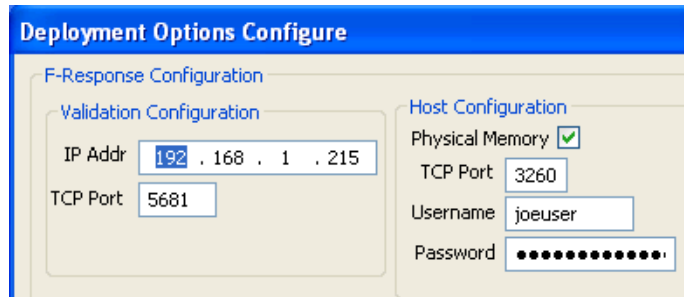 Deployment Options Configure
F-Response Configuration
Validation Configuration
IP Addr 192 . 168 . 1 . 215
TCP Port 5681
Host Configuration
Physical Memory
TCP Port 3260
Username joeuser
Password ●●●●●●●●●●●●●